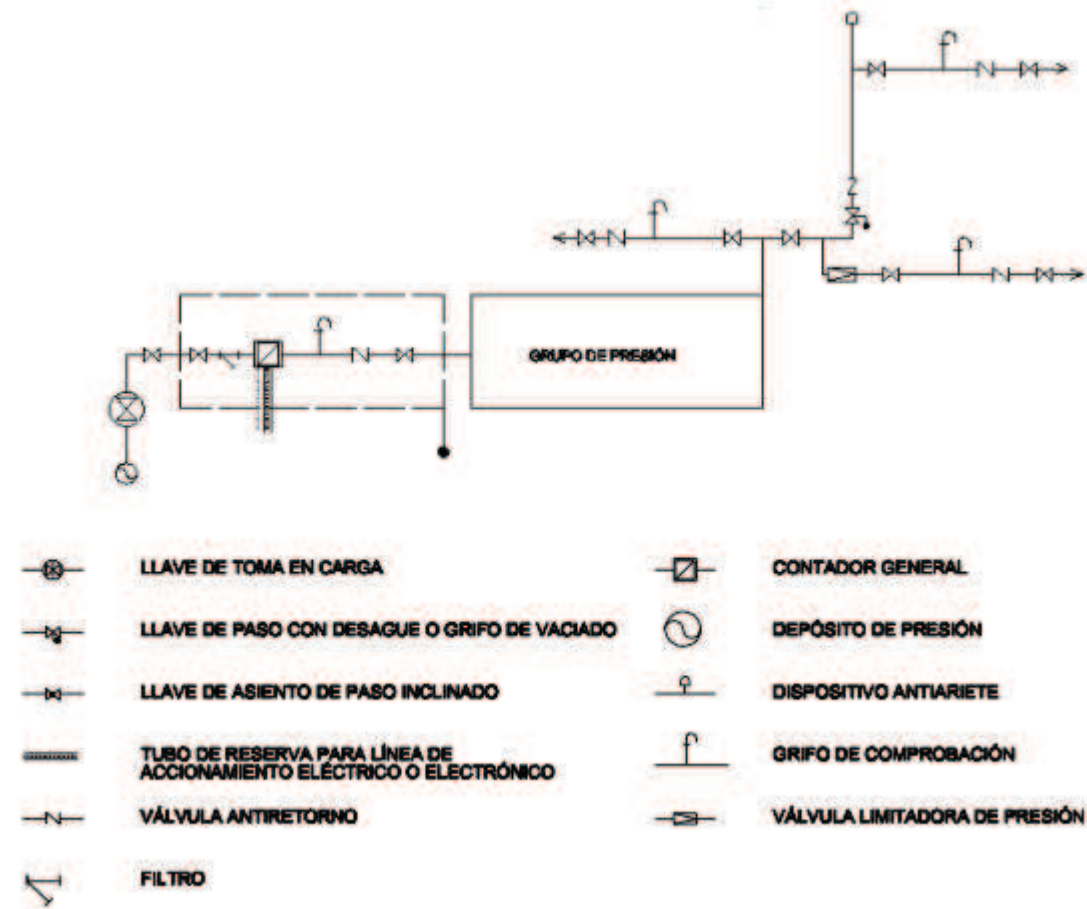 GRUPO DE PRESIÓN
LLAVE DE TOMA EN CARGA
LLAVE DE PASO CON DESAGUE O GRIFO DE VACIADO
LLAVE DE ASIENTO DE PASO INCLINADO
TUBO DE RESERVA PARA LÍNEA DE
ACCIONAMIENTO ELÉCTRICO O ELECTRÓNICO
VÁLVULA ANTIRETORNO
FILTRO
CONTADOR GENERAL
DEPÓSITO DE PRESIÓN
DISPOSITIVO ANTIARIETE
GRIFO DE COMPROBACIÓN
VÁLVULA LIMITADORA DE PRESIÓN